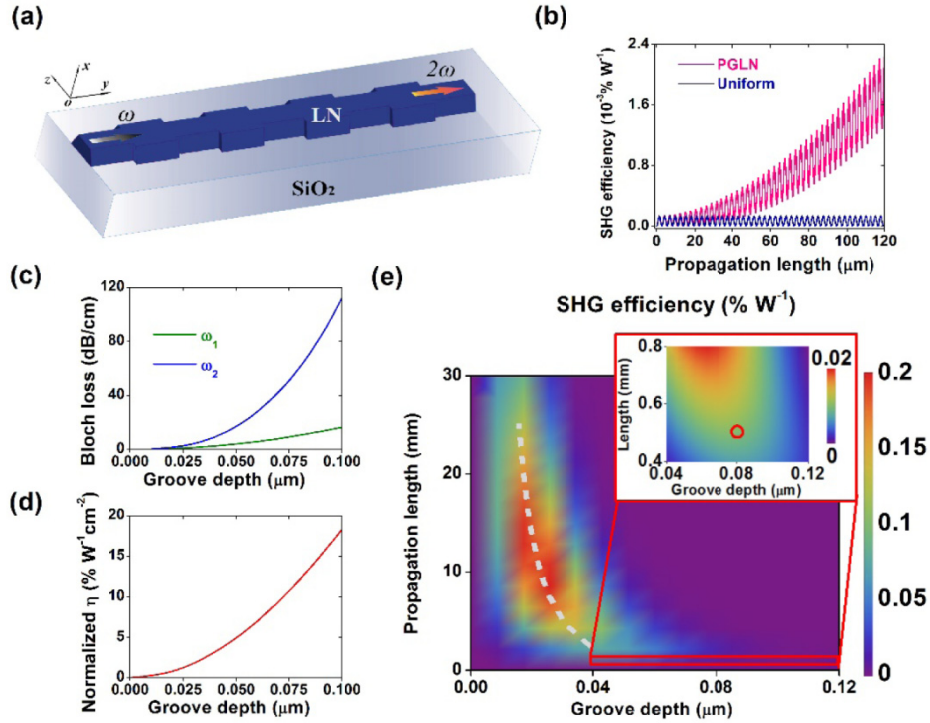 (a)
z
x
y
o
ω
2ω
LN
SiO₂
(b)
SHG efficiency (10⁻³% W⁻¹)
2.4
1.8
1.2
0.6
0.0
PGLN
Uniform
0 20 40 60 80 100 120
Propagation length (μm)
(c)
Bloch loss (dB/cm)
120
80
40
0
ω₁
ω₂
0.000 0.025 0.050 0.075 0.100
Groove depth (μm)
(d)
Normalized η (% W⁻¹cm⁻²)
20
15
10
5
0
0.000 0.025 0.050 0.075 0.100
Groove depth (μm)
(e)
SHG efficiency (% W⁻¹)
Propagation length (mm)
30
20
10
0
0.00 0.04 0.08 0.12
Groove depth (μm)
Length (mm)
0.8
0.6
0.4
0.04 0.08 0.12
Groove depth (μm)
0.02
0
0.2
0.15
0.1
0.05
0